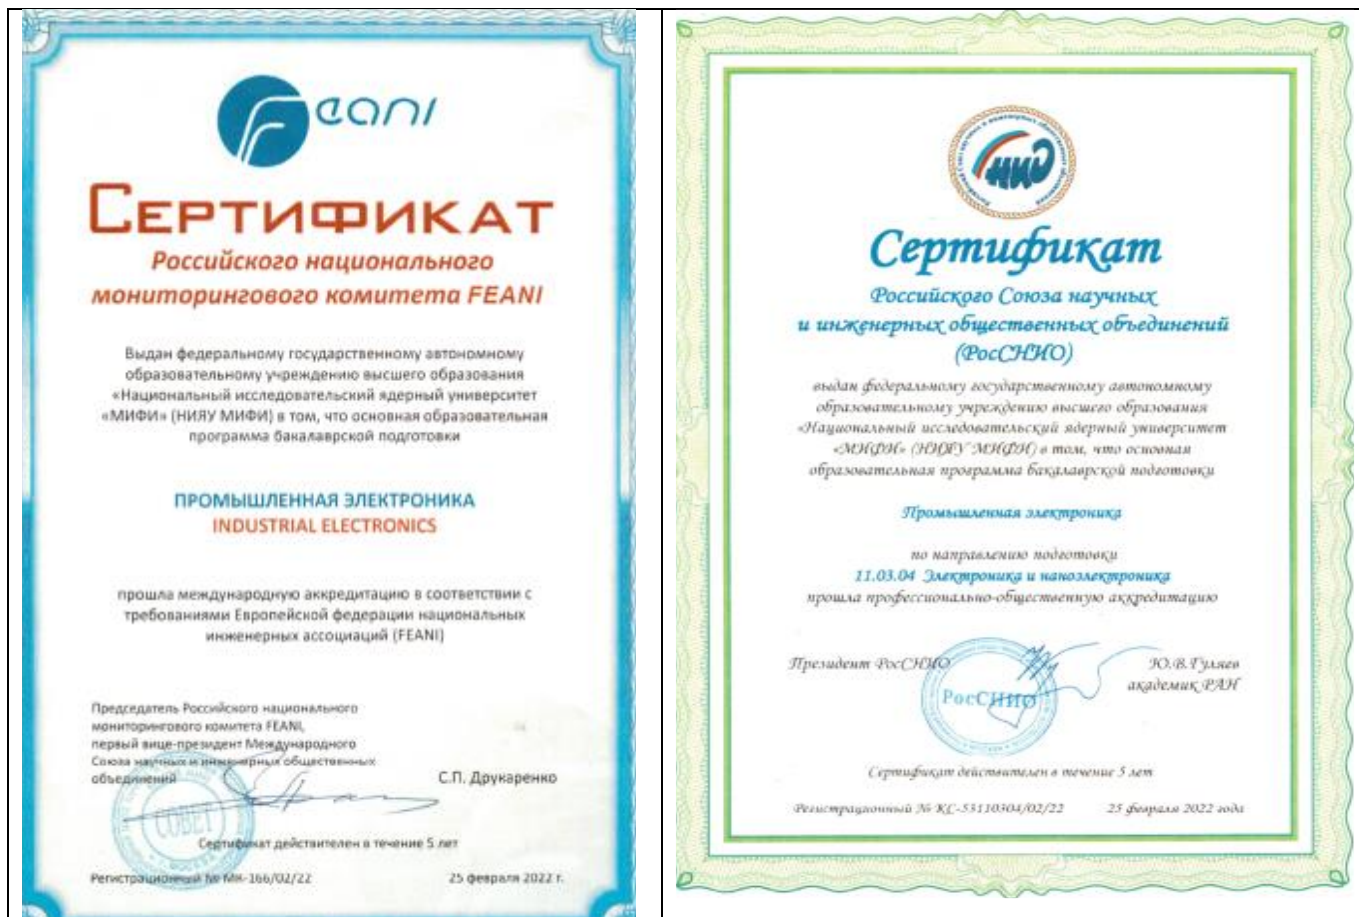 Feani
СЕРТИФИКАТ
Российского национального
мониторингового комитета FEANI
Выдан федеральному государственному автономному
образовательному учреждению высшего образования
«Национальный исследовательский ядерный университет
«МИФИ» (НИЯУ МИФИ) в том, что основная образовательная
программа бакалаврской подготовки
ПРОМЫШЛЕННАЯ ЭЛЕКТРОНИКА
INDUSTRIAL ELECTRONICS
прошла международную аккредитацию в соответствии с
требованиями Европейской федерации национальных
инженерных ассоциаций (FEANI)
Председатель Российского национального
мониторингового комитета FEANI,
первый вице-президент Международного
Союза научных и инженерных общественных
объединений
С.П. Друкаренко
СОВЕТ
Сертификат действителен в течение 5 лет
Регистрационный № МК-166/02/22
25 февраля 2022 г.
Сертификат
Российского Союза научных
и инженерных общественных объединений
(РосСНИО)
выдан федеральному государственному автономному
образовательному учреждению высшего образования
«Национальный исследовательский ядерный университет
«МИФИ» (НИЯУ МИФИ) в том, что основная
образовательная программа бакалаврской подготовки
Промышленная электроника
по направлению подготовки
11.03.04 Электроника и наноэлектроника
прошла профессионально-общественную аккредитацию
Президент РосСНИО
Ю.В.Гуляев
академик РАН
РосСНИО
Сертификат действителен в течение 5 лет
Регистрационный № КС-53110304/02/22
25 февраля 2022 года